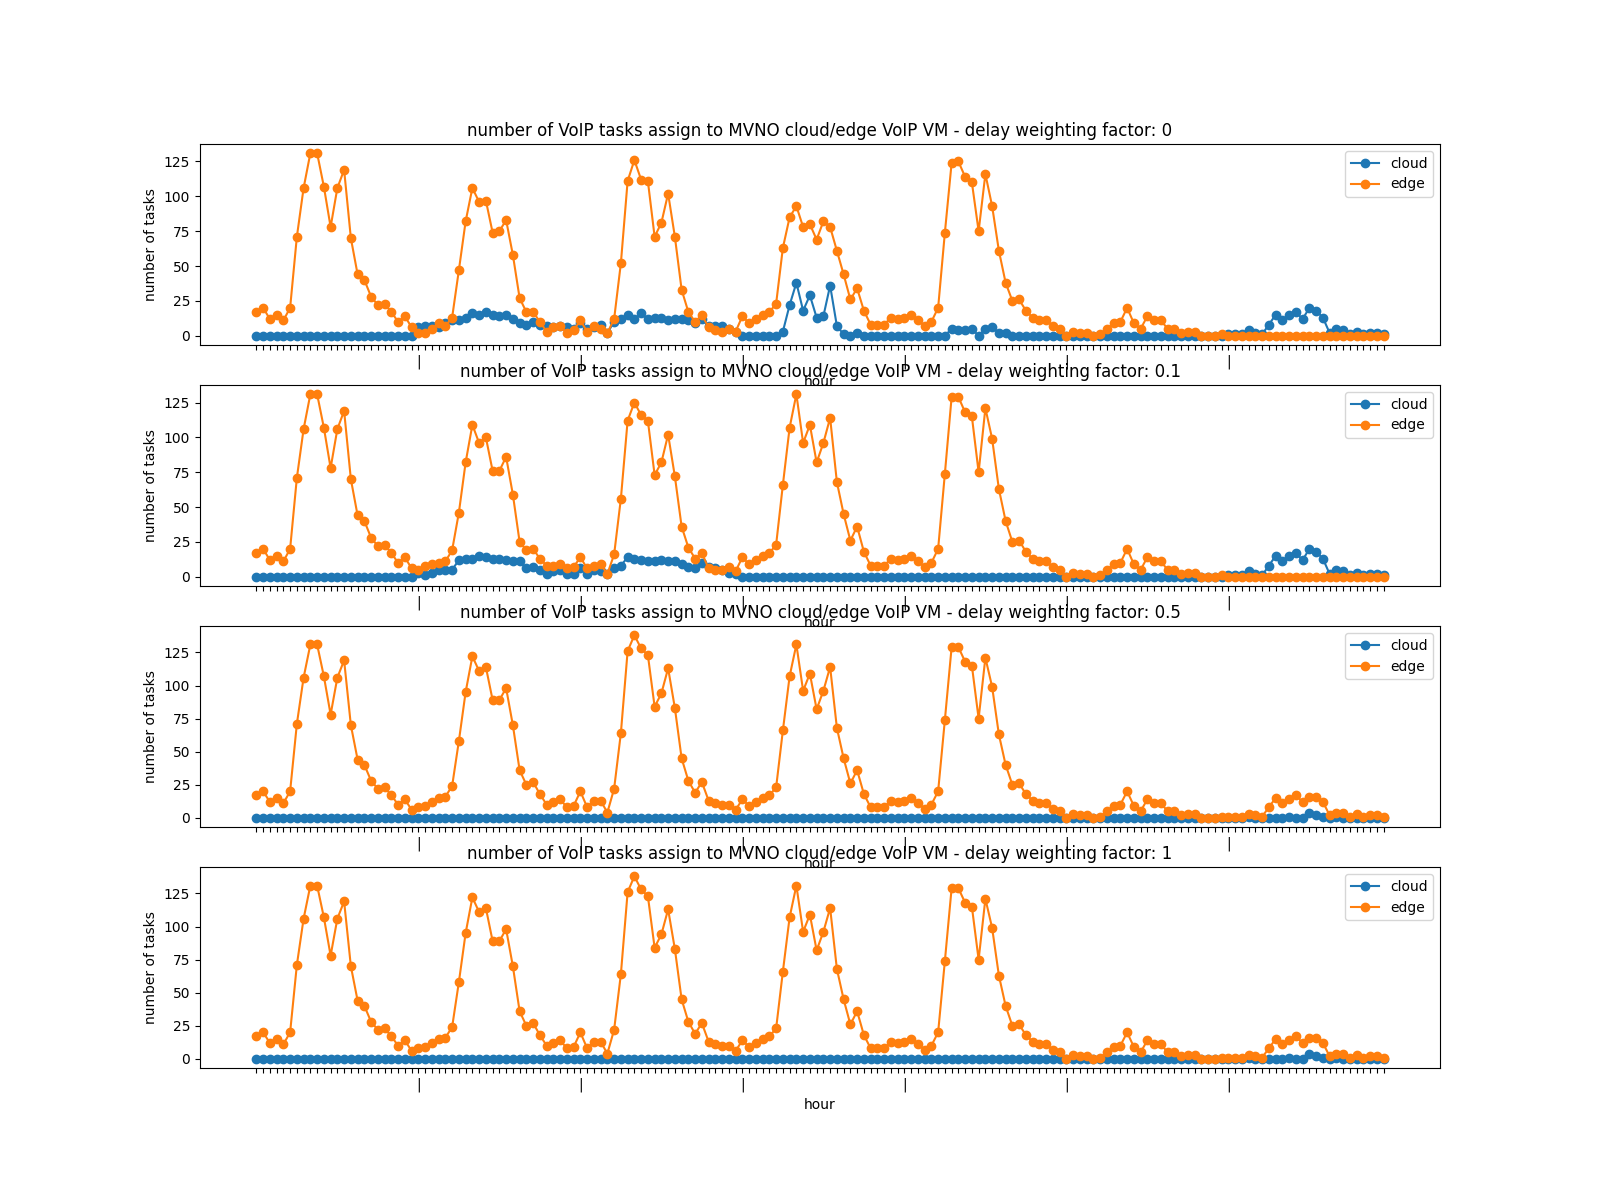 number of VoIP tasks assign to MVNO cloud/edge VoIP VM - delay weighting factor: 0
number of tasks
125
100
75
50
25
0
cloud
edge
hour
number of VoIP tasks assign to MVNO cloud/edge VoIP VM - delay weighting factor: 0.1
number of tasks
125
100
75
50
25
0
cloud
edge
hour
number of VoIP tasks assign to MVNO cloud/edge VoIP VM - delay weighting factor: 0.5
number of tasks
125
100
75
50
25
0
cloud
edge
hour
number of VoIP tasks assign to MVNO cloud/edge VoIP VM - delay weighting factor: 1
number of tasks
125
100
75
50
25
0
cloud
edge
hour